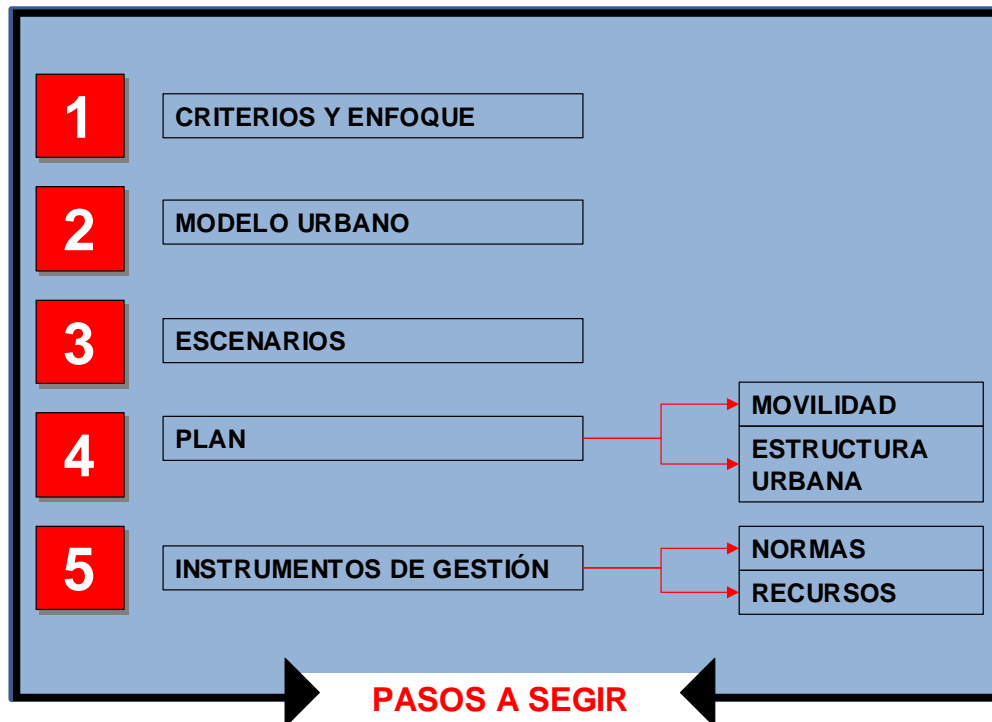 1
CRITERIOS Y ENFOQUE
2
MODELO URBANO
3
ESCENARIOS
4
PLAN
MOVILIDAD
ESTRUCTURA
URBANA
5
INSTRUMENTOS DE GESTIÓN
NORMAS
RECURSOS
PASOS A SEGIR